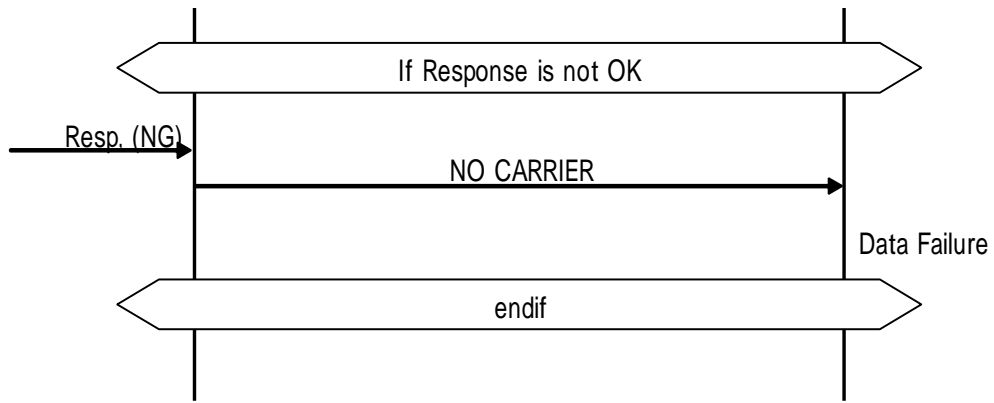 If Response is not OK
Resp. (NG)
NO CARRIER
Data Failure
endif